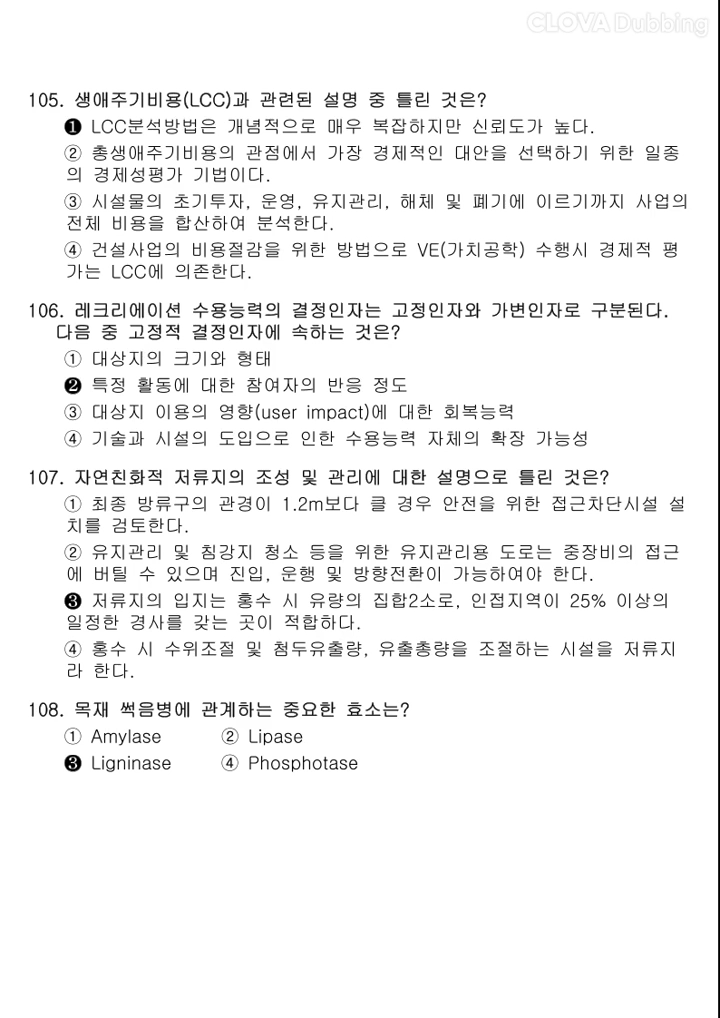 CLOVA Dubbing
105. 생애주기비용(LCC)과 관련된 설명 중 틀린 것은?
❶ LCC분석방법은 개념적으로 매우 복잡하지만 신뢰도가 높다.
② 총생애주기비용의 관점에서 가장 경제적인 대안을 선택하기 위한 일종
의 경제성평가 기법이다.
③ 시설물의 초기투자, 운영, 유지관리, 해체 및 폐기에 이르기까지 사업의
전체 비용을 합산하여 분석한다.
④ 건설사업의 비용절감을 위한 방법으로 VE(가치공학) 수행시 경제적 평
가는 LCC에 의존한다.
106. 레크리에이션 수용능력의 결정인자는 고정인자와 가변인자로 구분된다.
다음 중 고정적 결정인자에 속하는 것은?
① 대상지의 크기와 형태
❷ 특정 활동에 대한 참여자의 반응 정도
③ 대상지 이용의 영향(user impact)에 대한 회복능력
④ 기술과 시설의 도입으로 인한 수용능력 자체의 확장 가능성
107. 자연친화적 저류지의 조성 및 관리에 대한 설명으로 틀린 것은?
① 최종 방류구의 관경이 1.2m보다 클 경우 안전을 위한 접근차단시설 설
치를 검토한다.
② 유지관리 및 침강지 청소 등을 위한 유지관리용 도로는 중장비의 접근
에 버틸 수 있으며 진입, 운행 및 방향전환이 가능하여야 한다.
❸ 저류지의 입지는 홍수 시 유량의 집합2소로, 인접지역이 25% 이상의
일정한 경사를 갖는 곳이 적합하다.
④ 홍수 시 수위조절 및 첨두유출량, 유출총량을 조절하는 시설을 저류지
라 한다.
108. 목재 썩음병에 관계하는 중요한 효소는?
① Amylase ② Lipase
❸ Ligninase ④ Phosphotase